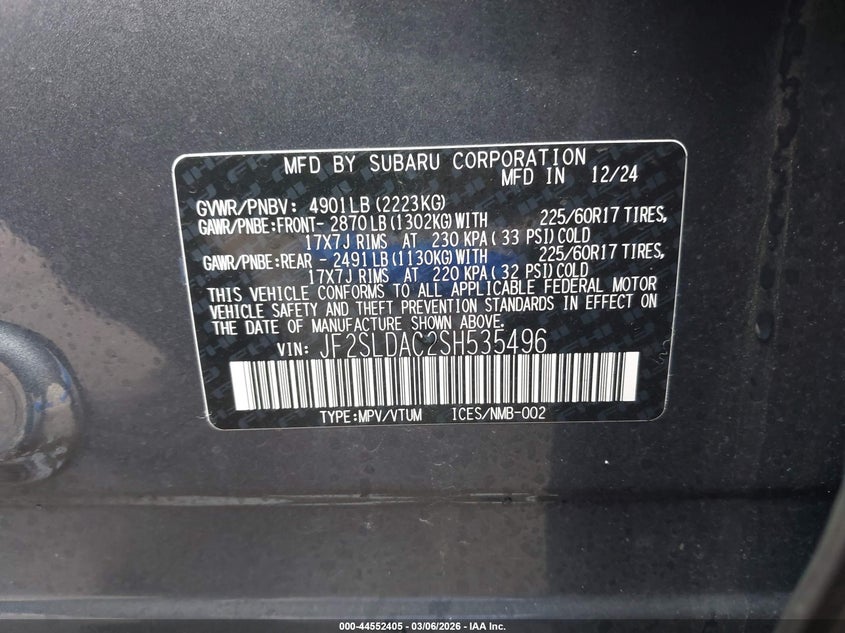 MFD BY SUBARU CORPORATION
MFD IN 12/24
GVWR/PNBV: 4901LB(2223KG)
GAWR/PNBE:FRONT- 2870LB(1302KG)WITH 225/60R17 TIRES,
17X7J RIMS AT 230 KPA( 33 PSI)COLD
GAWR/PNBE:REAR - 2491LB(1130KG)WITH 225/60R17 TIRES,
17X7J RIMS AT 220 KPA( 32 PSI)COLD
THIS VEHICLE CONFORMS TO ALL APPLICABLE FEDERAL MOTOR
VEHICLE SAFETY AND THEFT PREVENTION STANDARDS IN EFFECT ON
THE DATE OF MANUFACTURE SHOWN ABOVE.
VIN: JF2SLDAC2SH535496
TYPE:MPV/VTUM ICES/NMB-002
000-44552405 - 03/06/2026 - IAA Inc.